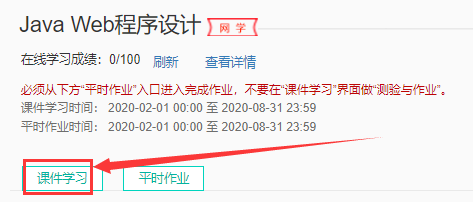 Java Web程序设计 网 学
在线学习成绩：0/100 刷新 查看详情
必须从下方“平时作业”入口进入完成作业，不要在“课件学习”界面做“测验与作业”。
课件学习时间： 2020-02-01 00:00 至 2020-08-31 23:59
平时作业时间： 2020-02-01 00:00 至 2020-08-31 23:59
课件学习 平时作业